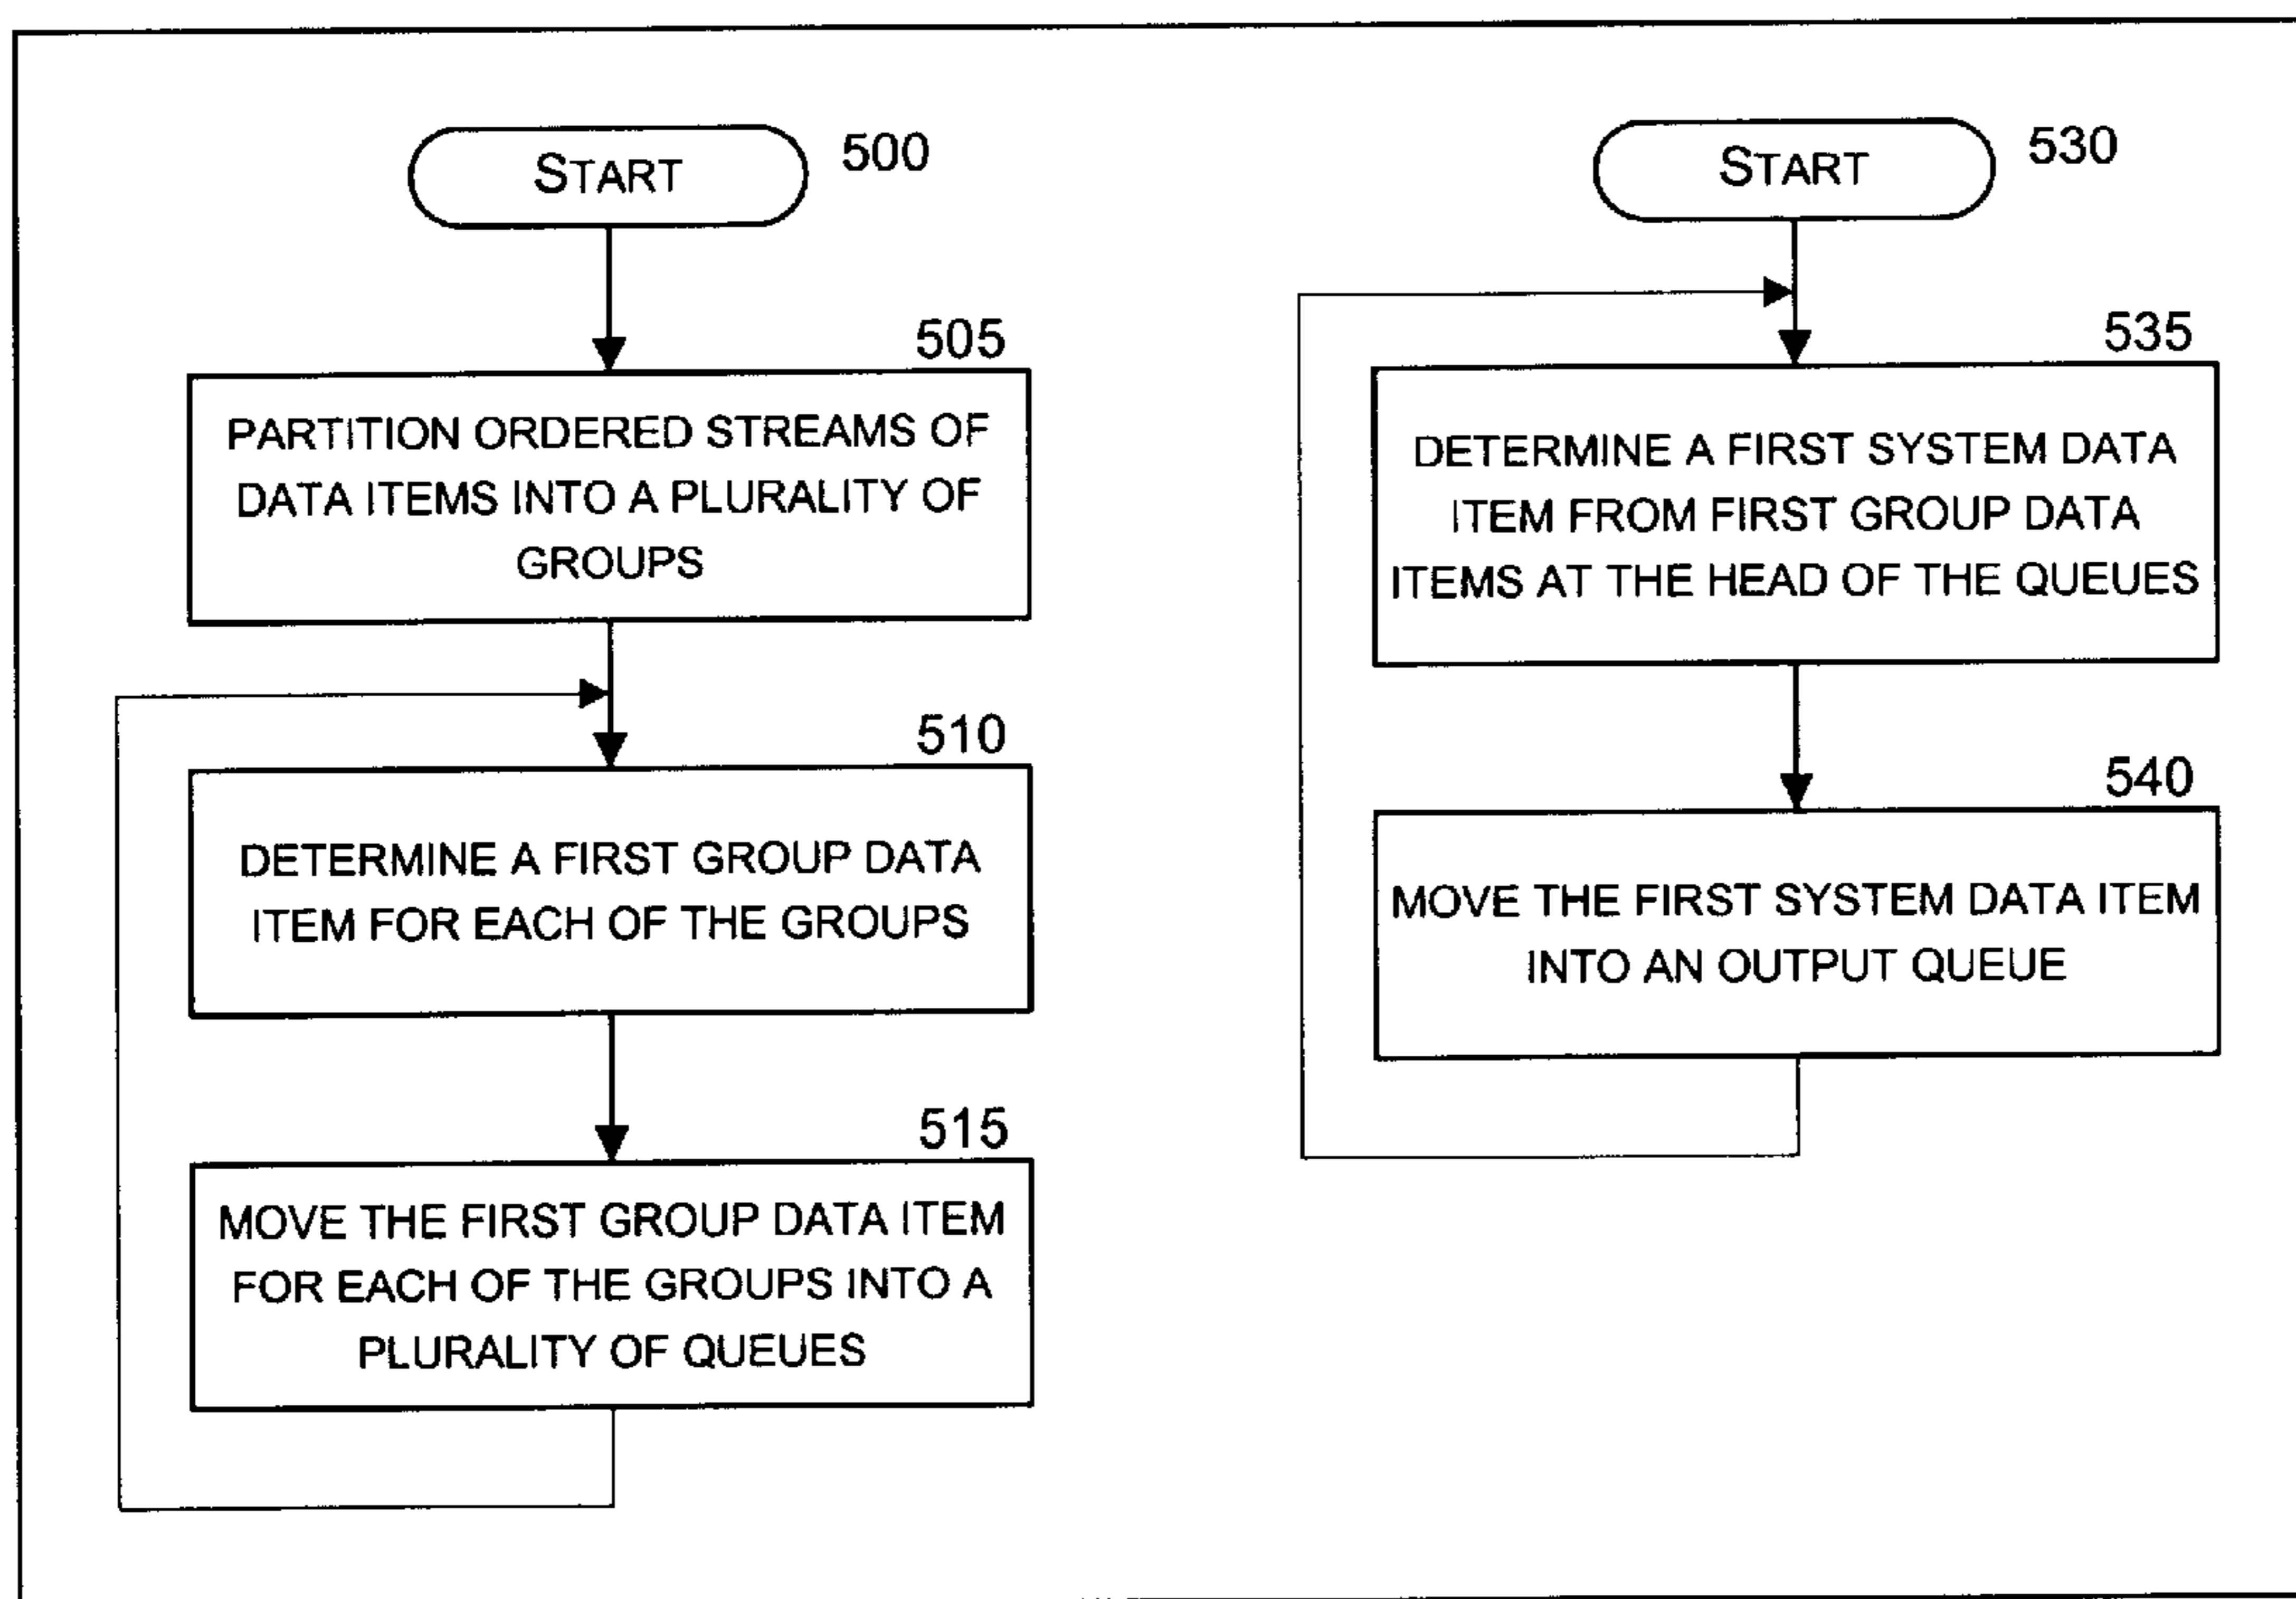 START
500
505
PARTITION ORDERED STREAMS OF
DATA ITEMS INTO A PLURALITY OF
GROUPS
510
DETERMINE A FIRST GROUP DATA
ITEM FOR EACH OF THE GROUPS
515
MOVE THE FIRST GROUP DATA ITEM
FOR EACH OF THE GROUPS INTO A
PLURALITY OF QUEUES
START
530
535
DETERMINE A FIRST SYSTEM DATA
ITEM FROM FIRST GROUP DATA
ITEMS AT THE HEAD OF THE QUEUES
540
MOVE THE FIRST SYSTEM DATA ITEM
INTO AN OUTPUT QUEUE